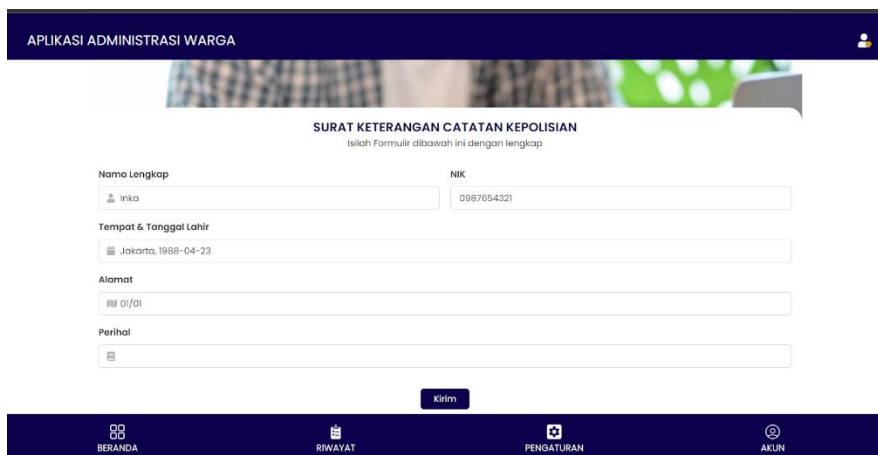 APLIKASI ADMINISTRASI WARGA
SURAT KETERANGAN CATATAN KEPOLISIAN
Isilah Formulir dibawah ini dengan lengkap
Nama Lengkap
NIK
Inka
0987654321
Tempat & Tanggal Lahir
Jakarta, 1988-04-23
Alamat
01/01
Perihal
Kirim
BERANDA
RIWAYAT
PENGATURAN
AKUN